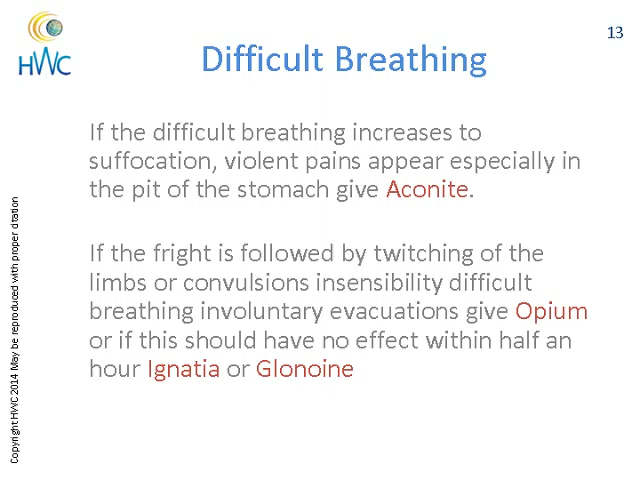 13
HWC
Difficult Breathing
If the difficult breathing increases to
suffocation, violent pains appear especially in
the pit of the stomach give Aconite.
If the fright is followed by twitching of the
limbs or convulsions insensibility difficult
breathing involuntary evacuations give Opium
or if this should have no effect within half an
hour Ignatia or Glonoine
Copyright HWC 2014 May be reproduced with proper citation